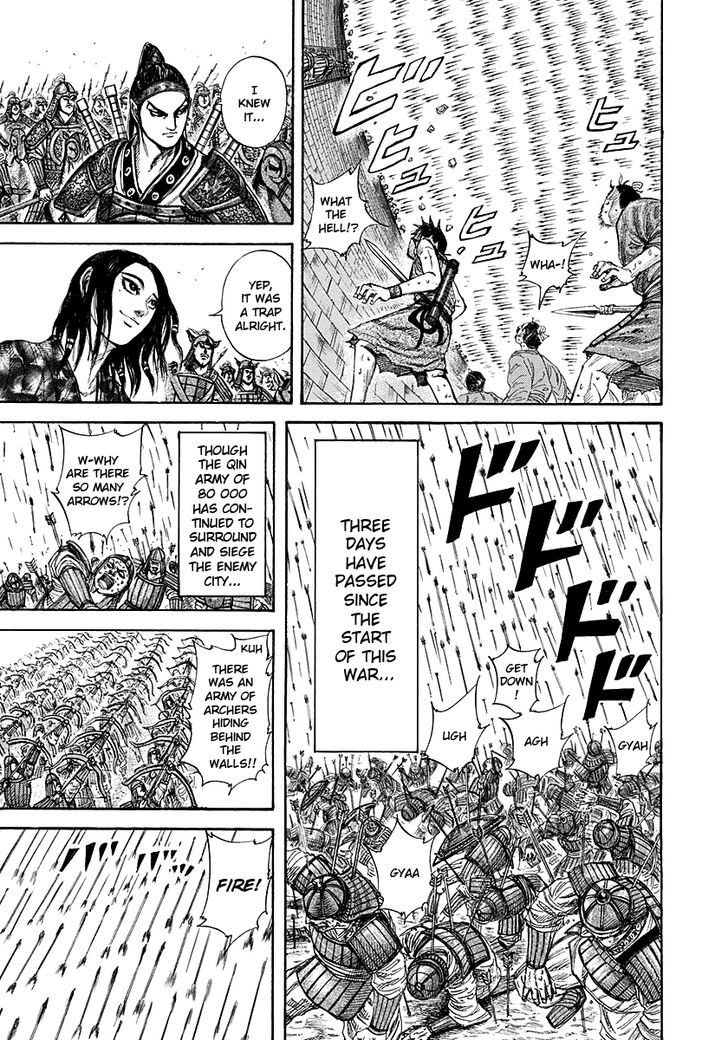 ビュ
ヒュ
ヒュ
WHA-!
WHAT
THE
HELL!?
I
KNEW
IT...
YEP,
IT WAS
A TRAP
ALRIGHT.
ドドドド
THREE
DAYS
HAVE
PASSED
SINCE
THE
START
OF THIS
WAR...
GET
DOWN
!
GYAH
AGH
UGH
GYAA
THOUGH
THE QIN
ARMY OF
80 000
HAS CON-
TINUED TO
SURROUND
AND SIEGE
THE ENEMY
CITY...
W-WHY
ARE THERE
SO MANY
ARROWS!?
KUH
THERE
WAS AN
ARMY OF
ARCHERS
HIDING
BEHIND
THE
WALLS!!
FIRE!